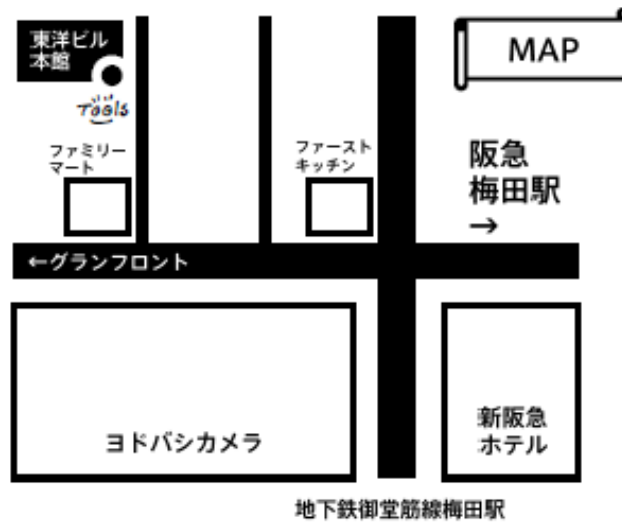 東洋ビル
本館
Tools
MAP
ファミリー
マート
ファースト
キッチン
阪急
梅田駅
→
←グランフロント
ヨドバシカメラ
新阪急
ホテル
地下鉄御堂筋線梅田駅